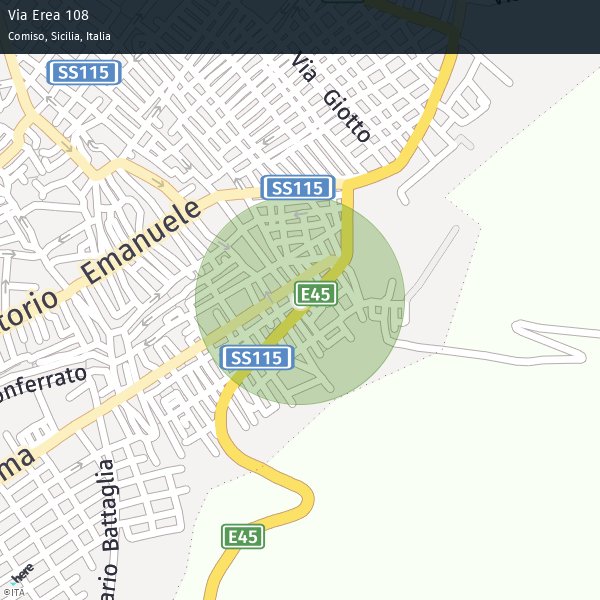 Via Erea 108
Comiso, Sicilia, Italia
SS115
Via Giotto
SS115
torio Emanuele
E45
SS115
onferrato
ma
ario Battaglia
E45
here
©ITA